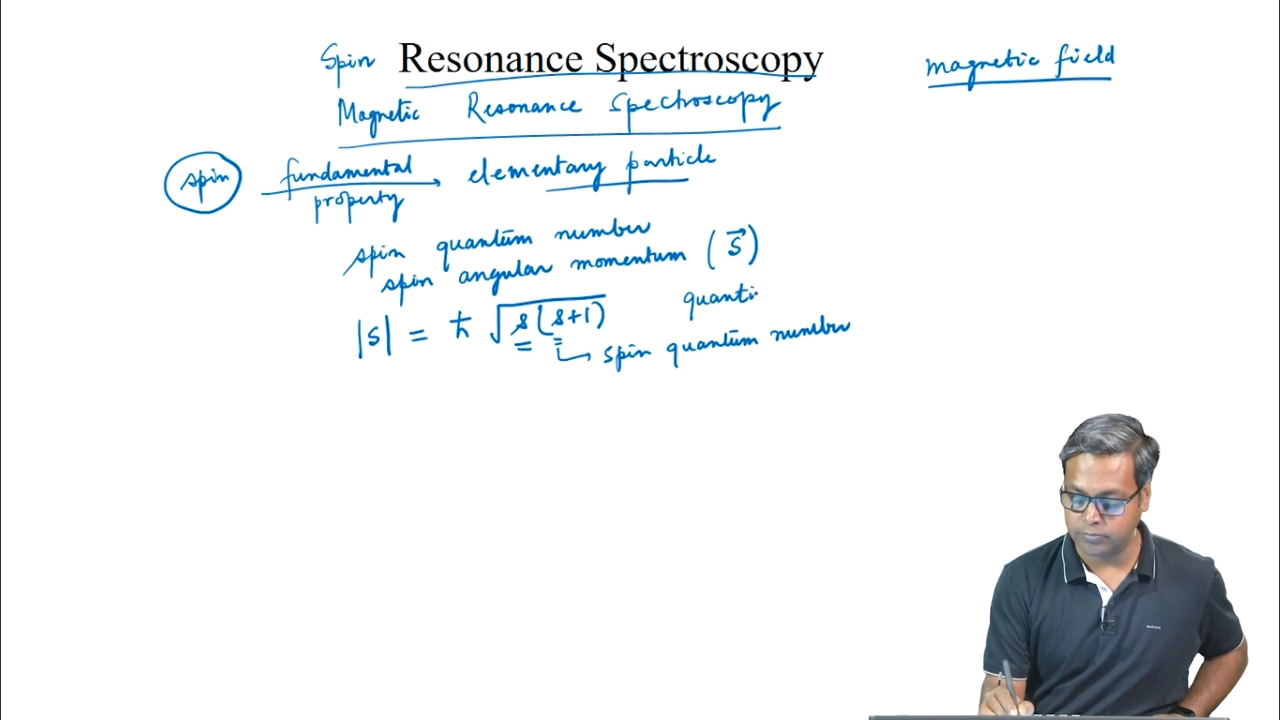 Spin Resonance Spectroscopy
magnetic field
Magnetic Resonance Spectroscopy
spin fundamental property elementary particle
spin quantum number
spin angular momentum (S⃗)
|S| = ħ √s(s+1)
quanti
spin quantum number